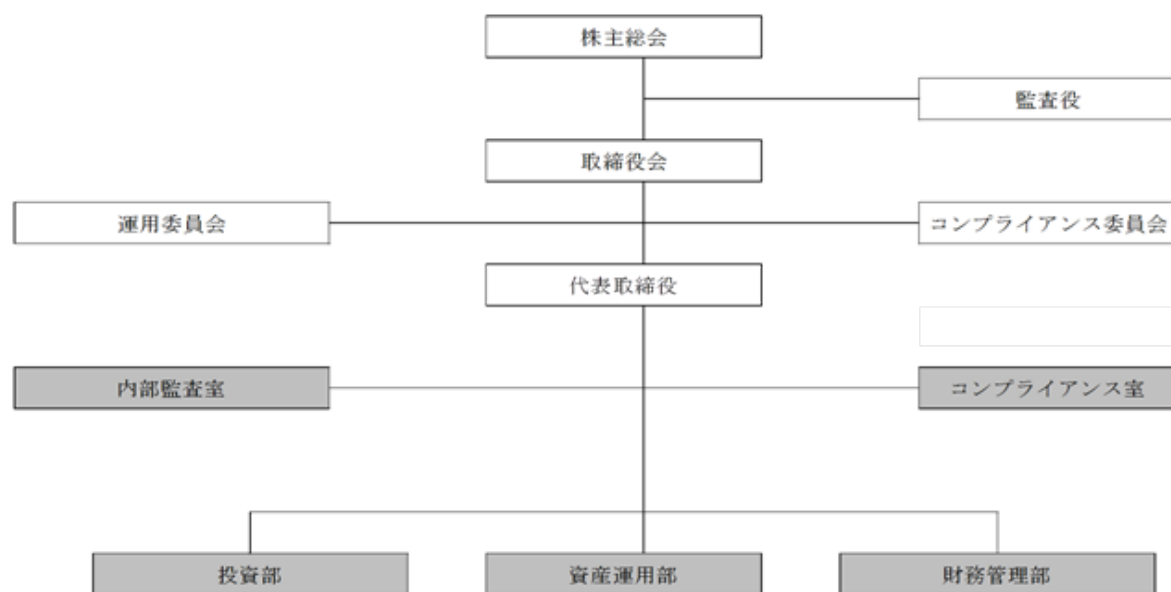 株主総会
監査役
取締役会
運用委員会
コンプライアンス委員会
代表取締役
内部監査室
コンプライアンス室
投資部
資産運用部
財務管理部